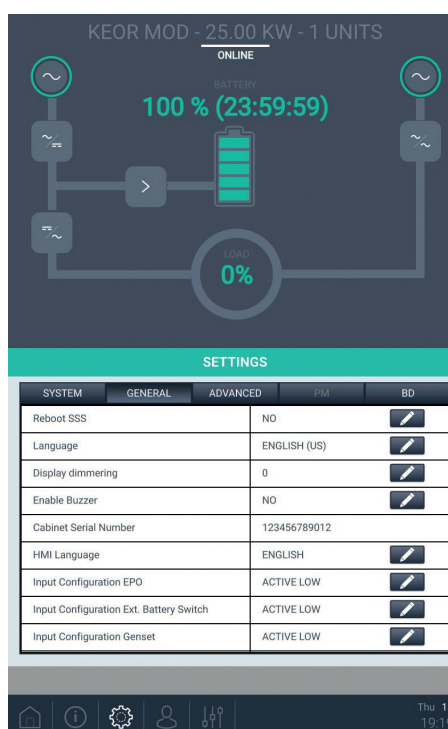 KEOR MOD - 25.00 KW - 1 UNITS
ONLINE
BATTERY
100 % (23:59:59)
LOAD
0%
SETTINGS
SYSTEM GENERAL ADVANCED PM BD
Reboot SSS NO
Language ENGLISH (US)
Display dimmering 0
Enable Buzzer NO
Cabinet Serial Number 123456789012
HMI Language ENGLISH
Input Configuration EPO ACTIVE LOW
Input Configuration Ext. Battery Switch ACTIVE LOW
Input Configuration Genset ACTIVE LOW
Thu